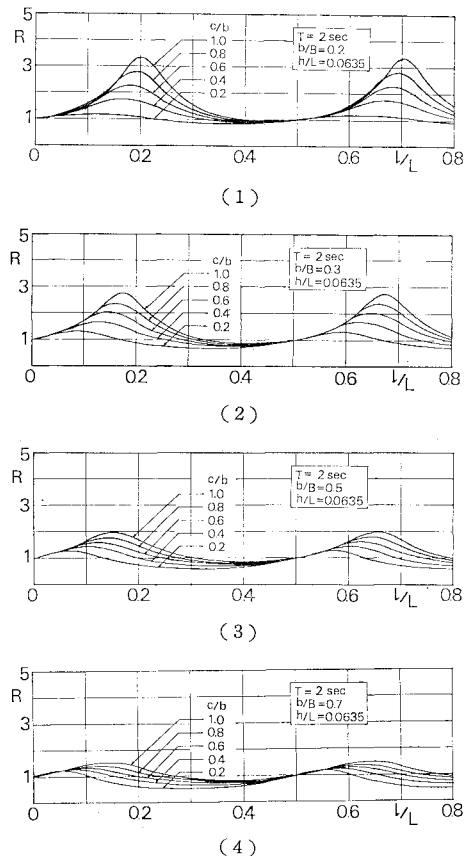 5
R
3
1
0
0.2
0.4
0.6
l/L
0.8
c/b
1.0
0.8
0.6
0.4
0.2
T = 2 sec
b/B = 0.2
h/L = 0.0635
(1)
5
R
3
1
0
0.2
0.4
0.6
l/L
0.8
c/b
1.0
0.8
0.6
0.4
0.2
T = 2 sec
b/B = 0.3
h/L = 0.0635
(2)
5
R
3
1
0
0.2
0.4
0.6
l/L
0.8
c/b
1.0
0.8
0.6
0.4
0.2
T = 2 sec
b/B = 0.5
h/L = 0.0635
(3)
5
R
3
1
0
0.2
0.4
0.6
l/L
0.8
c/b
1.0
0.8
0.6
0.4
0.2
T = 2 sec
b/B = 0.7
h/L = 0.0635
(4)